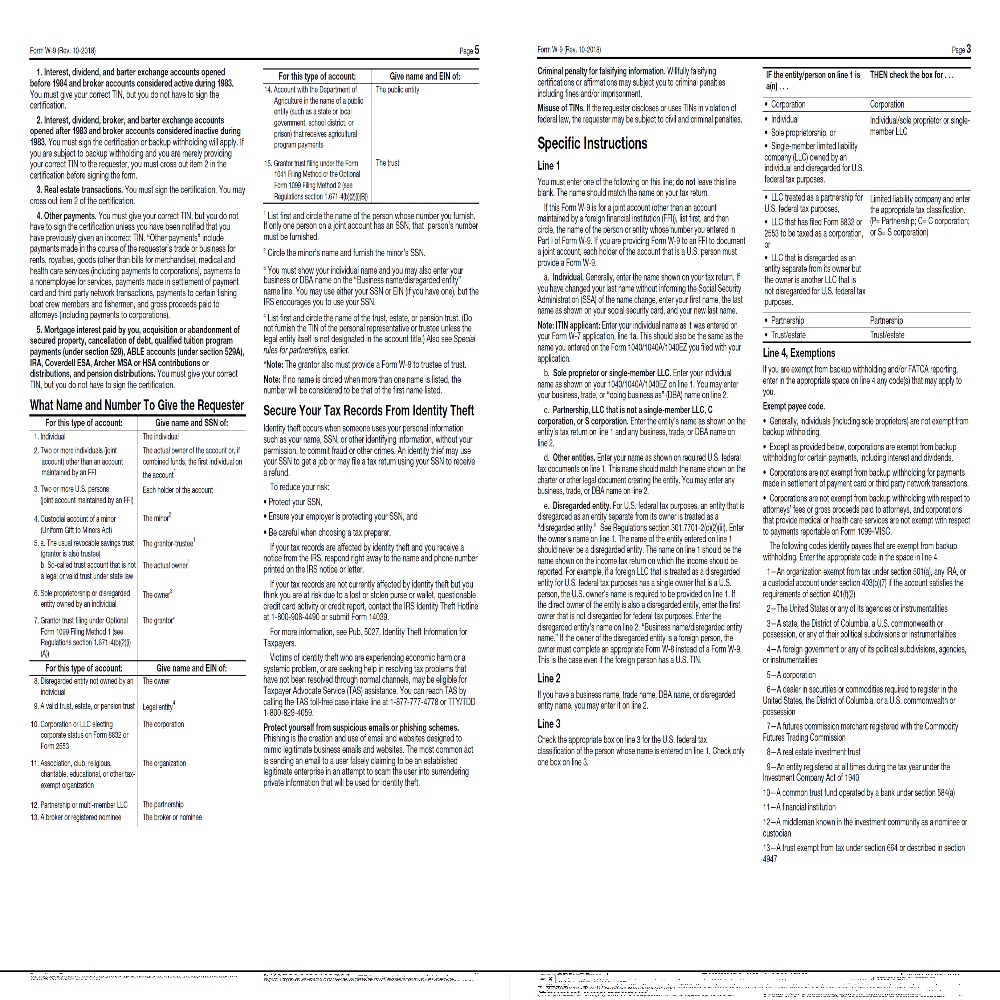 Form W-9 (Rev. 10-2018)
Page 5
1. Interest, dividend, and barter exchange accounts opened
before 1984 and broker accounts considered active during 1983.
You must give your correct TIN, but you do not have to sign the
certification.
2. Interest, dividend, broker, and barter exchange accounts
opened after 1983 and broker accounts considered inactive during
1983. You must sign the certification or backup withholding will apply. If
you are subject to backup withholding and you are merely providing
your correct TIN to the requester, you must cross out item 2 in the
certification before signing the form.
3. Real estate transactions. You must sign the certification. You may
cross out item 2 of the certification.
4. Other payments. You must give your correct TIN, but you do not
have to sign the certification unless you have been notified that you
have previously given an incorrect TIN. “Other payments” include
payments made in the course of the requester's trade or business for
rents, royalties, goods (other than bills for merchandise), medical and
health care services (including payments to corporations), payments to
a nonemployee for services, payments made in settlement of payment
card and third party network transactions, payments to certain fishing
boat crew members and fishermen, and gross proceeds paid to
attorneys (including payments to corporations).
5. Mortgage interest paid by you, acquisition or abandonment of
secured property, cancellation of debt, qualified tuition program
payments (under section 529), ABLE accounts (under section 529A),
IRA, Coverdell ESA, Archer MSA or HSA contributions or
distributions, and pension distributions. You must give your correct
TIN, but you do not have to sign the certification.
What Name and Number To Give the Requester
For this type of account: Give name and SSN of:
1. Individual The individual
2. Two or more individuals (joint The actual owner of the account or, if
account) other than an account combined funds, the first individual on
maintained by an FFI the account
3. Two or more U.S. persons Each holder of the account
(joint account maintained by an FFI)
4. Custodial account of a minor The minor2
(Uniform Gift to Minors Act)
5. a. The usual revocable savings trust The grantor-trustee1
(grantor is also trustee)
b. So-called trust account that is not The actual owner1
a legal or valid trust under state law
6. Sole proprietorship or disregarded The owner3
entity owned by an individual
7. Grantor trust filing under Optional The grantor*
Form 1099 Filing Method 1 (see
Regulations section 1.671-4(b)(2)(i)
(A))
For this type of account: Give name and EIN of:
8. Disregarded entity not owned by an The owner
individual
9. A valid trust, estate, or pension trust Legal entity4
10. Corporation or LLC electing The corporation
corporate status on Form 8832 or
Form 2553
11. Association, club, religious, The organization
charitable, educational, or other tax-
exempt organization
12. Partnership or multi-member LLC The partnership
13. A broker or registered nominee The broker or nominee
For this type of account: Give name and EIN of:
14. Account with the Department of The public entity
Agriculture in the name of a public
entity (such as a state or local
government, school district, or
prison) that receives agricultural
program payments
15. Grantor trust filing under the Form The trust
1041 Filing Method or the Optional
Form 1099 Filing Method 2 (see
Regulations section 1.671-4(b)(2)(i)(B))
1 List first and circle the name of the person whose number you furnish.
If only one person on a joint account has an SSN, that person's number
must be furnished.
2 Circle the minor's name and furnish the minor's SSN.
3 You must show your individual name and you may also enter your
business or DBA name on the “Business name/disregarded entity”
name line. You may use either your SSN or EIN (if you have one), but the
IRS encourages you to use your SSN.
4 List first and circle the name of the trust, estate, or pension trust. (Do
not furnish the TIN of the personal representative or trustee unless the
legal entity itself is not designated in the account title.) Also see Special
rules for partnerships, earlier.
*Note: The grantor also must provide a Form W-9 to trustee of trust.
Note: If no name is circled when more than one name is listed, the
number will be considered to be that of the first name listed.
Secure Your Tax Records From Identity Theft
Identity theft occurs when someone uses your personal information
such as your name, SSN, or other identifying information, without your
permission, to commit fraud or other crimes. An identity thief may use
your SSN to get a job or may file a tax return using your SSN to receive
a refund.
To reduce your risk:
• Protect your SSN,
• Ensure your employer is protecting your SSN, and
• Be careful when choosing a tax preparer.
If your tax records are affected by identity theft and you receive a
notice from the IRS, respond right away to the name and phone number
printed on the IRS notice or letter.
If your tax records are not currently affected by identity theft but you
think you are at risk due to a lost or stolen purse or wallet, questionable
credit card activity or credit report, contact the IRS Identity Theft Hotline
at 1-800-908-4490 or submit Form 14039.
For more information, see Pub. 5027, Identity Theft Information for
Taxpayers.
Victims of identity theft who are experiencing economic harm or a
systemic problem, or are seeking help in resolving tax problems that
have not been resolved through normal channels, may be eligible for
Taxpayer Advocate Service (TAS) assistance. You can reach TAS by
calling the TAS toll-free case intake line at 1-877-777-4778 or TTY/TDD
1-800-829-4059.
Protect yourself from suspicious emails or phishing schemes.
Phishing is the creation and use of email and websites designed to
mimic legitimate business emails and websites. The most common act
is sending an email to a user falsely claiming to be an established
legitimate enterprise in an attempt to scam the user into surrendering
private information that will be used for identity theft.
Form W-9 (Rev. 10-2018)
Page 3
Criminal penalty for falsifying information. Willfully falsifying
certifications or affirmations may subject you to criminal penalties
including fines and/or imprisonment.
Misuse of TINs. If the requester discloses or uses TINs in violation of
federal law, the requester may be subject to civil and criminal penalties.
Specific Instructions
Line 1
You must enter one of the following on this line; do not leave this line
blank. The name should match the name on your tax return.
If this Form W-9 is for a joint account (other than an account
maintained by a foreign financial institution (FFI)), list first, and then
circle, the name of the person or entity whose number you entered in
Part I of Form W-9. If you are providing Form W-9 to an FFI to document
a joint account, each holder of the account that is a U.S. person must
provide a Form W-9.
a. Individual. Generally, enter the name shown on your tax return. If
you have changed your last name without informing the Social Security
Administration (SSA) of the name change, enter your first name, the last
name as shown on your social security card, and your new last name.
Note: ITIN applicant: Enter your individual name as it was entered on
your Form W-7 application, line 1a. This should also be the same as the
name you entered on the Form 1040/1040A/1040EZ you filed with your
application.
b. Sole proprietor or single-member LLC. Enter your individual
name as shown on your 1040/1040A/1040EZ on line 1. You may enter
your business, trade, or “doing business as” (DBA) name on line 2.
c. Partnership, LLC that is not a single-member LLC, C
corporation, or S corporation. Enter the entity's name as shown on the
entity's tax return on line 1 and any business, trade, or DBA name on
line 2.
d. Other entities. Enter your name as shown on required U.S. federal
tax documents on line 1. This name should match the name shown on the
charter or other legal document creating the entity. You may enter any
business, trade, or DBA name on line 2.
e. Disregarded entity. For U.S. federal tax purposes, an entity that is
disregarded as an entity separate from its owner is treated as a
“disregarded entity.” See Regulations section 301.7701-2(c)(2)(iii). Enter
the owner's name on line 1. The name of the entity entered on line 1
should never be a disregarded entity. The name on line 1 should be the
name shown on the income tax return on which the income should be
reported. For example, if a foreign LLC that is treated as a disregarded
entity for U.S. federal tax purposes has a single owner that is a U.S.
person, the U.S. owner's name is required to be provided on line 1. If
the direct owner of the entity is also a disregarded entity, enter the first
owner that is not disregarded for federal tax purposes. Enter the
disregarded entity's name on line 2, “Business name/disregarded entity
name.” If the owner of the disregarded entity is a foreign person, the
owner must complete an appropriate Form W-8 instead of a Form W-9.
This is the case even if the foreign person has a U.S. TIN.
Line 2
If you have a business name, trade name, DBA name, or disregarded
entity name, you may enter it on line 2.
Line 3
Check the appropriate box on line 3 for the U.S. federal tax
classification of the person whose name is entered on line 1. Check only
one box on line 3.
IF the entity/person on line 1 is THEN check the box for . . .
a(n) . . .
• Corporation Corporation
• Individual Individual/sole proprietor or single-
• Sole proprietorship, or member LLC
• Single-member limited liability
company (LLC) owned by an
individual and disregarded for U.S.
federal tax purposes.
• LLC treated as a partnership for Limited liability company and enter
U.S. federal tax purposes, the appropriate tax classification.
• LLC that has filed Form 8832 or (P= Partnership; C= C corporation;
2553 to be taxed as a corporation, or S= S corporation)
or
• LLC that is disregarded as an
entity separate from its owner but
the owner is another LLC that is
not disregarded for U.S. federal tax
purposes.
• Partnership Partnership
• Trust/estate Trust/estate
Line 4, Exemptions
If you are exempt from backup withholding and/or FATCA reporting,
enter in the appropriate space on line 4 any code(s) that may apply to
you.
Exempt payee code.
• Generally, individuals (including sole proprietors) are not exempt from
backup withholding.
• Except as provided below, corporations are exempt from backup
withholding for certain payments, including interest and dividends.
• Corporations are not exempt from backup withholding for payments
made in settlement of payment card or third party network transactions.
• Corporations are not exempt from backup withholding with respect to
attorneys' fees or gross proceeds paid to attorneys, and corporations
that provide medical or health care services are not exempt with respect
to payments reportable on Form 1099-MISC.
The following codes identify payees that are exempt from backup
withholding. Enter the appropriate code in the space in line 4.
1—An organization exempt from tax under section 501(a), any IRA, or
a custodial account under section 403(b)(7) if the account satisfies the
requirements of section 401(f)(2)
2—The United States or any of its agencies or instrumentalities
3—A state, the District of Columbia, a U.S. commonwealth or
possession, or any of their political subdivisions or instrumentalities
4—A foreign government or any of its political subdivisions, agencies,
or instrumentalities
5—A corporation
6—A dealer in securities or commodities required to register in the
United States, the District of Columbia, or a U.S. commonwealth or
possession
7—A futures commission merchant registered with the Commodity
Futures Trading Commission
8—A real estate investment trust
9—An entity registered at all times during the tax year under the
Investment Company Act of 1940
10—A common trust fund operated by a bank under section 584(a)
11—A financial institution
12—A middleman known in the investment community as a nominee or
custodian
13—A trust exempt from tax under section 664 or described in section
4947